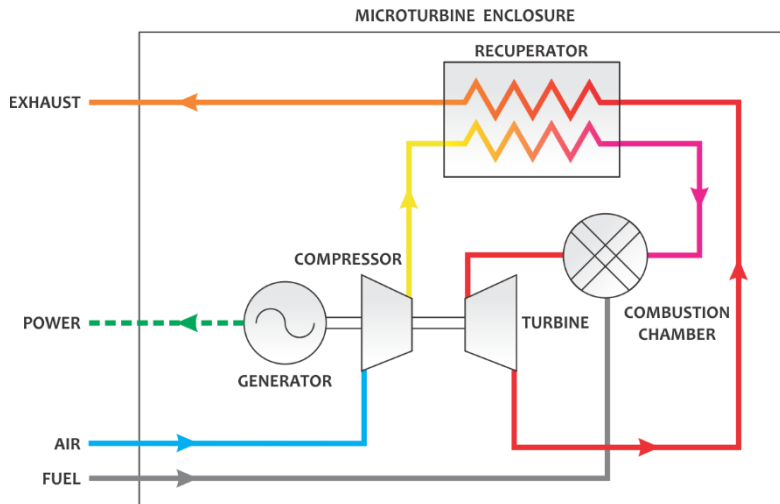 MICROTURBINE ENCLOSURE
RECUPERATOR
EXHAUST
COMPRESSOR
POWER
TURBINE
COMBUSTION
CHAMBER
GENERATOR
AIR
FUEL